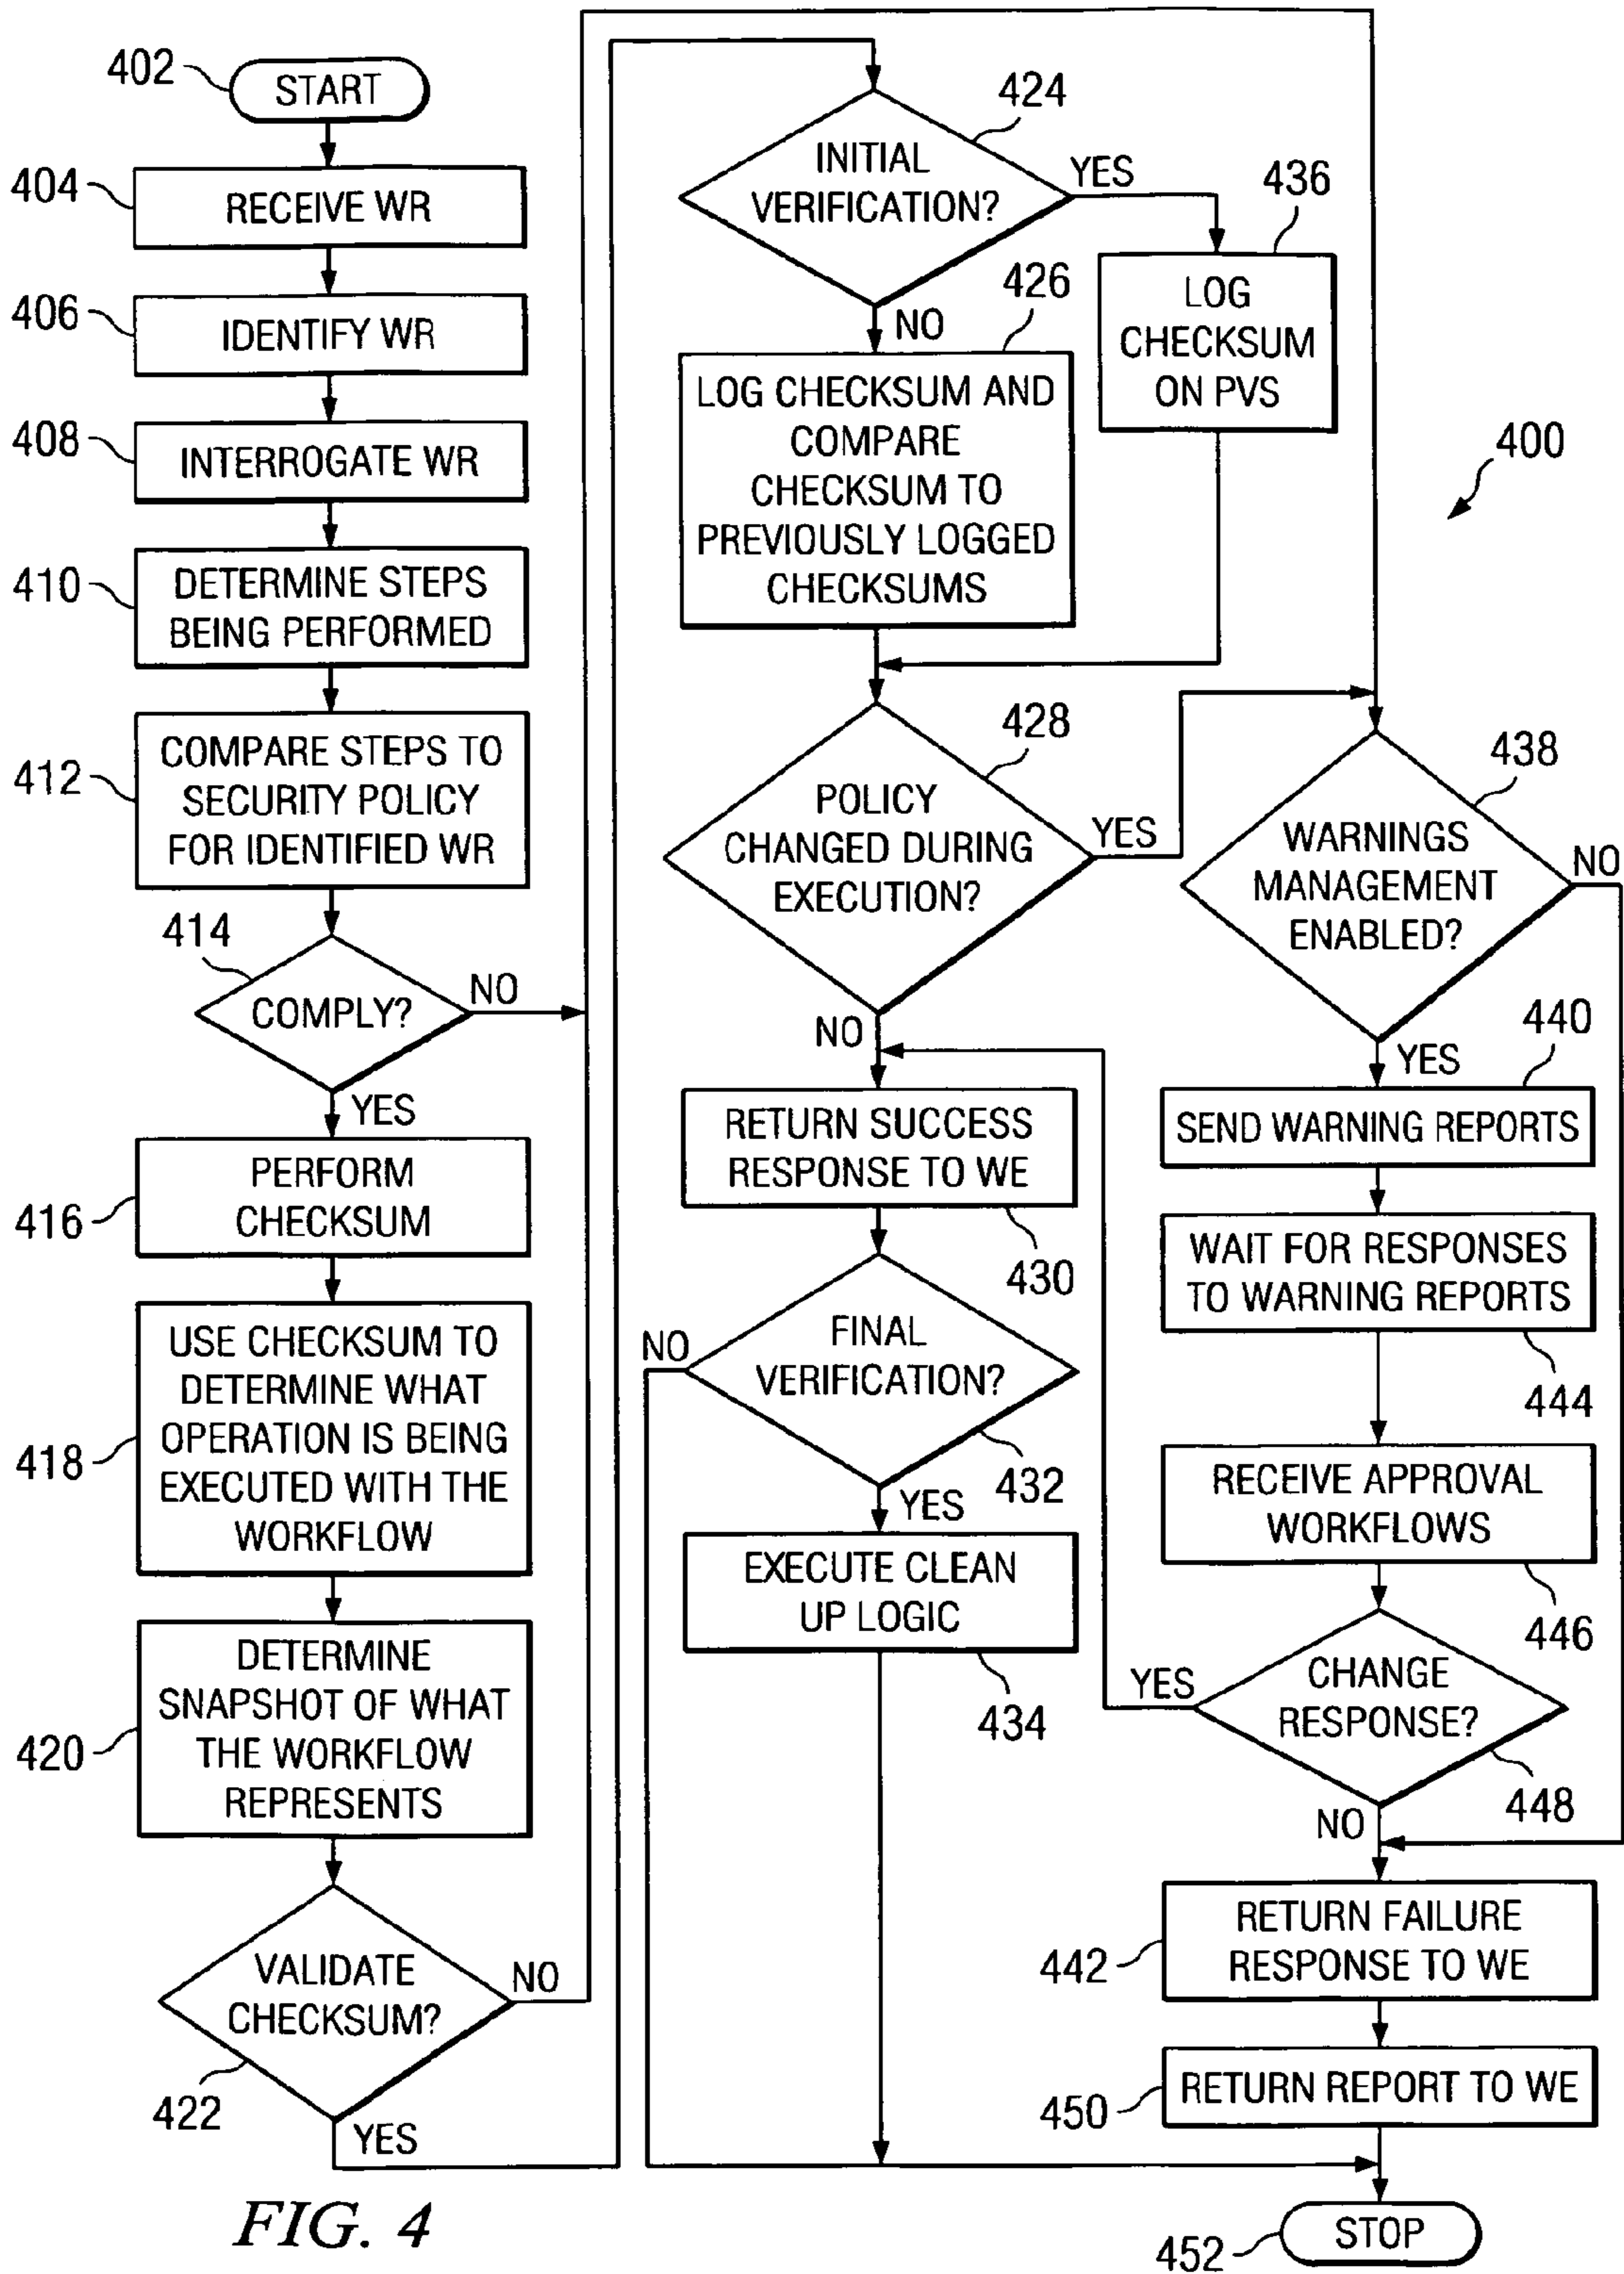 402
START
404
RECEIVE WR
406
IDENTIFY WR
408
INTERROGATE WR
410
DETERMINE STEPS
BEING PERFORMED
412
COMPARE STEPS TO
SECURITY POLICY
FOR IDENTIFIED WR
414
COMPLY?
NO
YES
416
PERFORM
CHECKSUM
418
USE CHECKSUM TO
DETERMINE WHAT
OPERATION IS BEING
EXECUTED WITH THE
WORKFLOW
420
DETERMINE
SNAPSHOT OF WHAT
THE WORKFLOW
REPRESENTS
VALIDATE
CHECKSUM?
NO
422
YES
424
INITIAL
VERIFICATION?
YES
NO
436
LOG
CHECKSUM
ON PVS
426
LOG CHECKSUM AND
COMPARE
CHECKSUM TO
PREVIOUSLY LOGGED
CHECKSUMS
400
428
POLICY
CHANGED DURING
EXECUTION?
YES
NO
RETURN SUCCESS
RESPONSE TO WE
430
FINAL
VERIFICATION?
NO
432
YES
EXECUTE CLEAN
UP LOGIC
434
438
WARNINGS
MANAGEMENT
ENABLED?
NO
YES
440
SEND WARNING REPORTS
WAIT FOR RESPONSES
TO WARNING REPORTS
444
RECEIVE APPROVAL
WORKFLOWS
446
CHANGE
RESPONSE?
YES
448
NO
RETURN FAILURE
RESPONSE TO WE
442
RETURN REPORT TO WE
450
STOP
452
FIG. 4